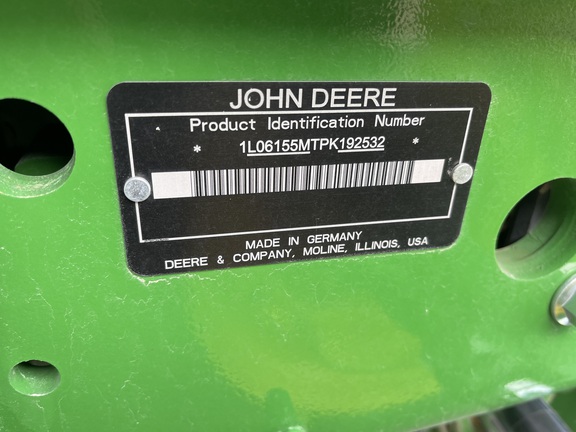 JOHN DEERE
Product Identification Number
* 1L06155MTPK192532 *
MADE IN GERMANY
DEERE & COMPANY, MOLINE, ILLINOIS, USA